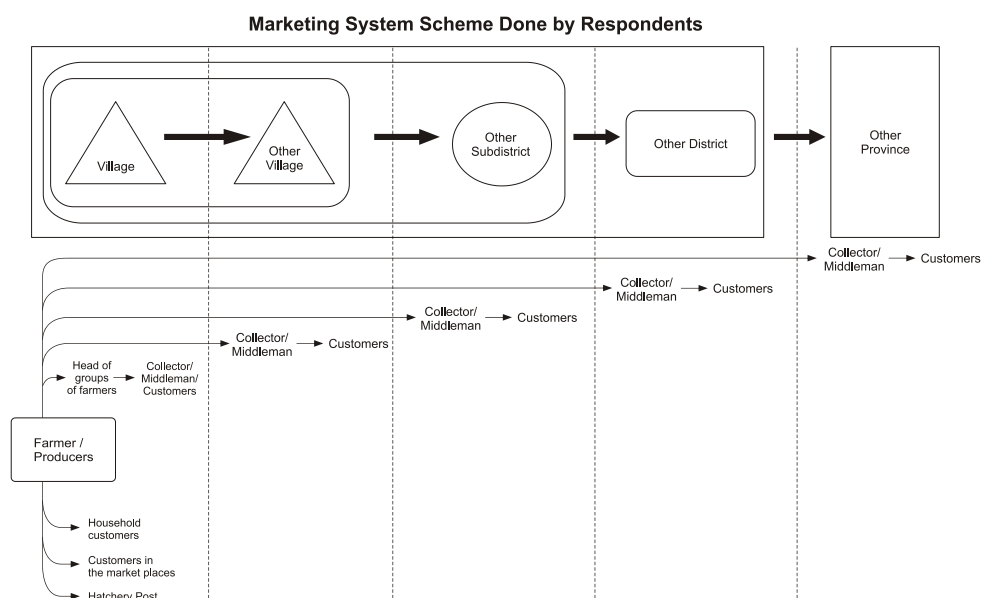 Marketing System Scheme Done by Respondents
Village
Other
Village
Other
Subdistrict
Other District
Other
Province
Collector/
Middleman
Customers
Collector/
Middleman
Customers
Collector/
Middleman
Customers
Collector/
Middleman
Customers
Head of
groups
of farmers
Collector/
Middleman/
Customers
Farmer /
Producers
Household
customers
Customers in
the market places
Hatchery Post